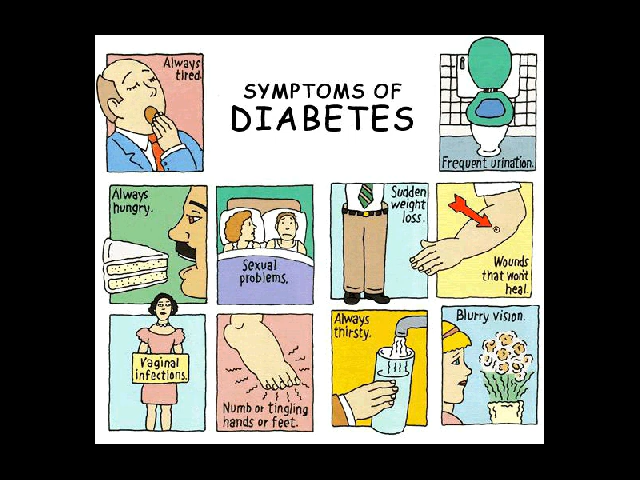 Always
tired.
SYMPTOMS OF
DIABETES
Frequent urination.
Always
hungry.
Sexual
problems.
Sudden
weight
loss.
Wounds
that won't
heal.
Vaginal
infections.
Numb or tingling
hands or feet.
Always
thirsty.
Blurry vision.